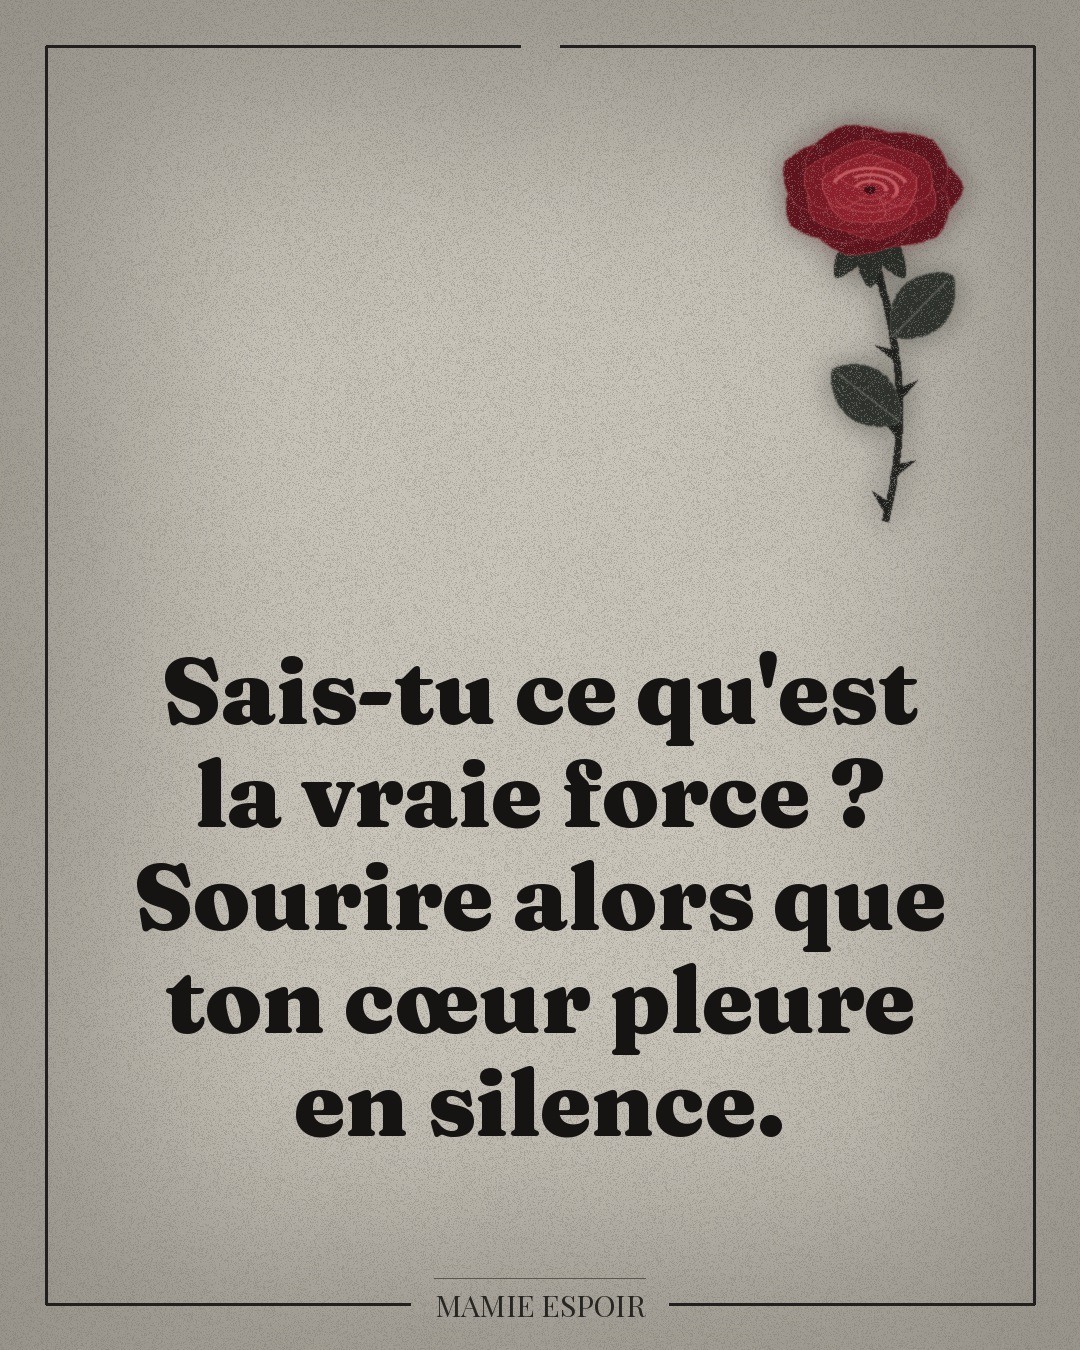 Sais-tu ce qu'est
la vraie force ?
Sourire alors que
ton cœur pleure
en silence.
MAMIE ESPOIR